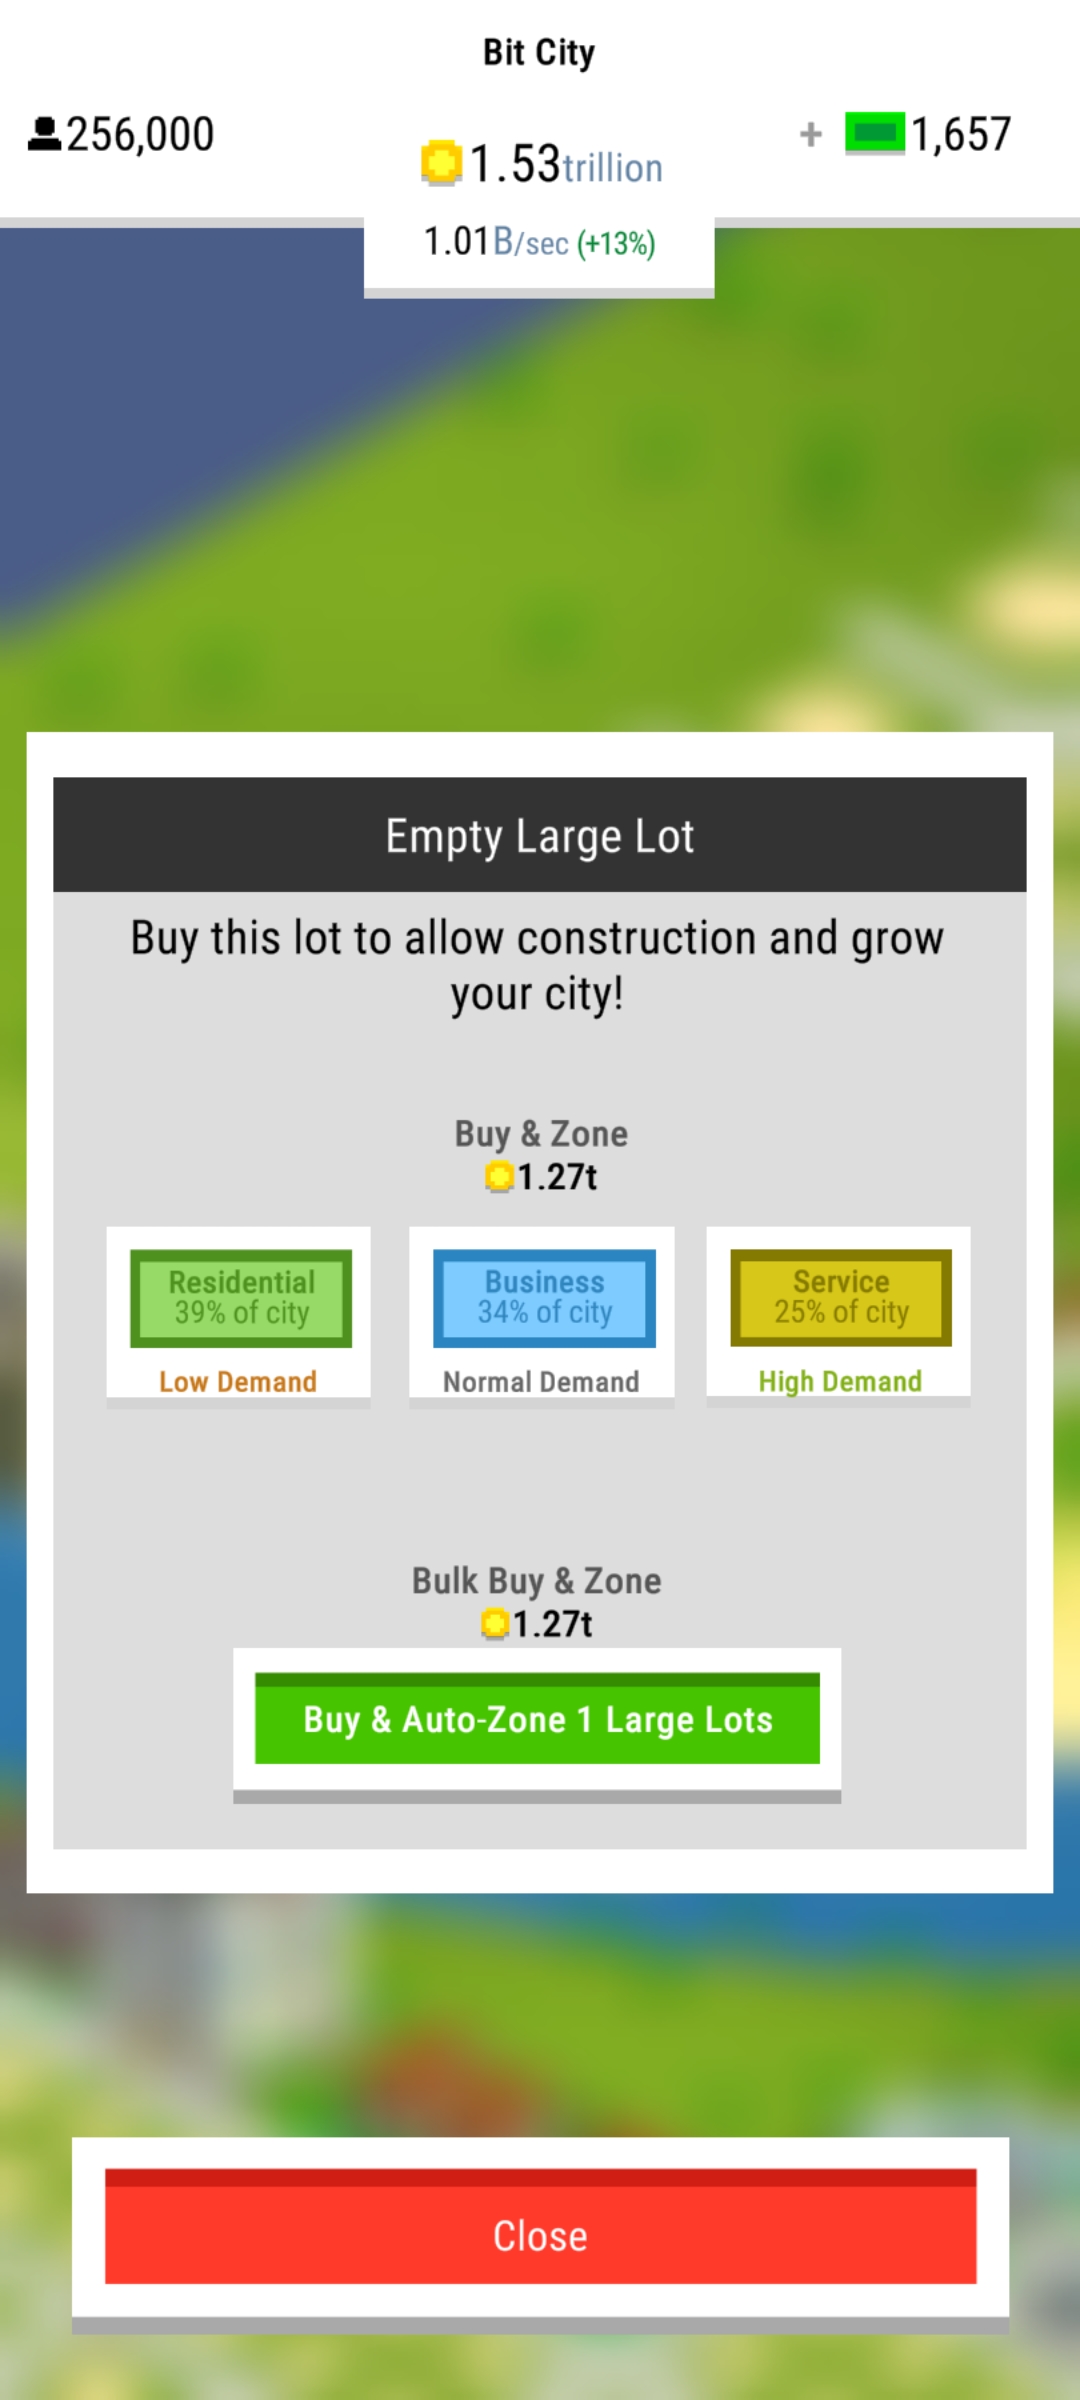 Bit City
256,000
1.53trillion
+ 1,657
1.01B/sec (+13%)
Empty Large Lot
Buy this lot to allow construction and grow
your city!
Buy & Zone
1.27t
Residential
39% of city
Low Demand
Business
34% of city
Normal Demand
Service
25% of city
High Demand
Bulk Buy & Zone
1.27t
Buy & Auto-Zone 1 Large Lots
Close